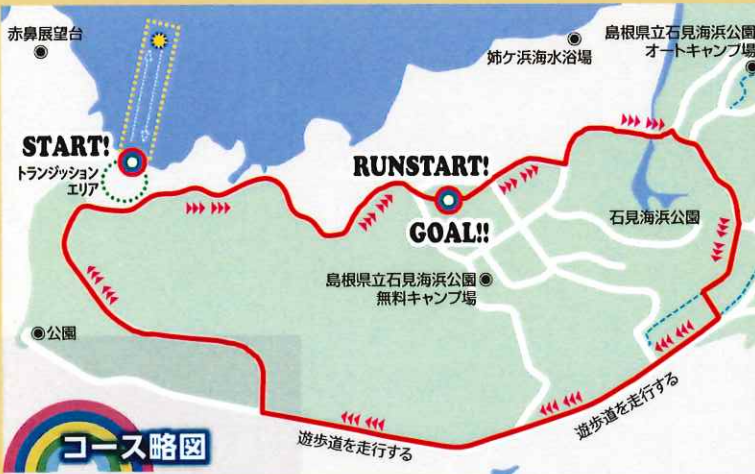 赤鼻展望台
島根県立石見海浜公園
オートキャンプ場
姉ケ浜海水浴場
START!
トランジッション
エリア
RUNSTART!
GOAL!!
石見海浜公園
島根県立石見海浜公園
無料キャンプ場
公園
遊歩道を走行する
遊歩道を走行する
コース略図